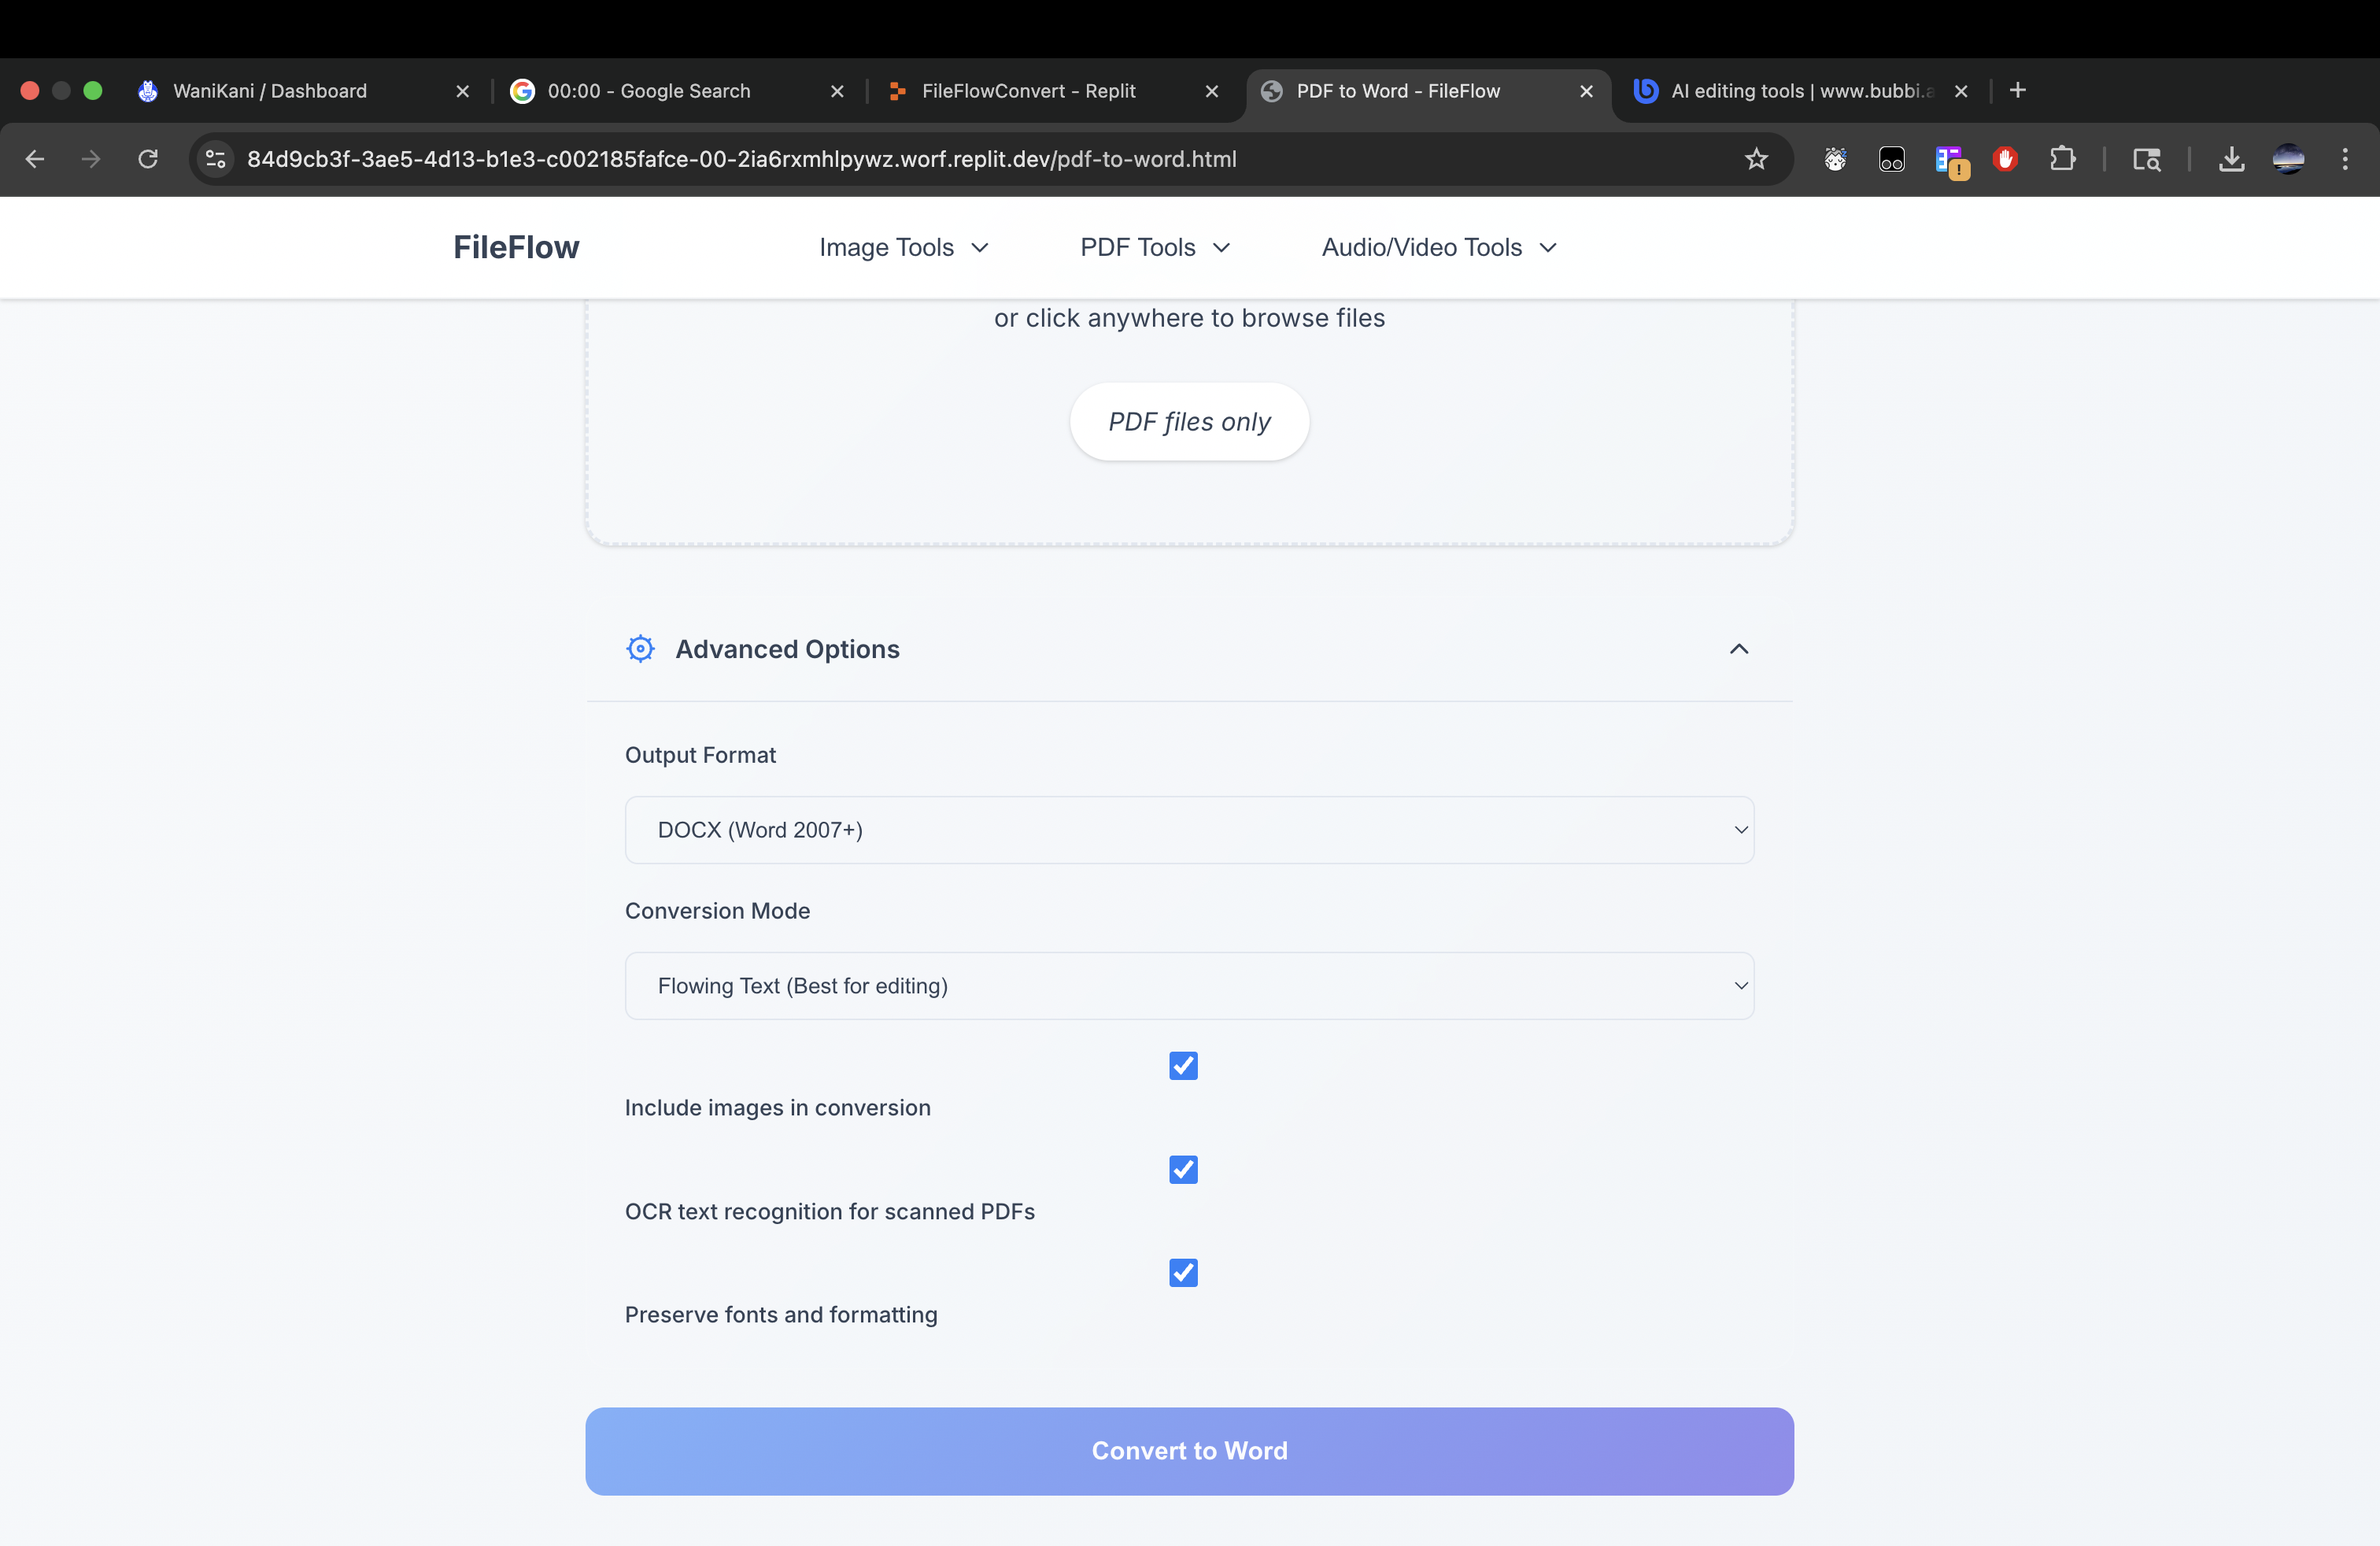 WaniKani / Dashboard
00:00 - Google Search
FileFlowConvert - Replit
PDF to Word - FileFlow
AI editing tools | www.bubbi.a
84d9cb3f-3ae5-4d13-b1e3-c002185fafce-00-2ia6rxmhlpywz.worf.replit.dev/pdf-to-word.html
FileFlow
Image Tools
PDF Tools
Audio/Video Tools
or click anywhere to browse files
PDF files only
Advanced Options
Output Format
DOCX (Word 2007+)
Conversion Mode
Flowing Text (Best for editing)
Include images in conversion
OCR text recognition for scanned PDFs
Preserve fonts and formatting
Convert to Word